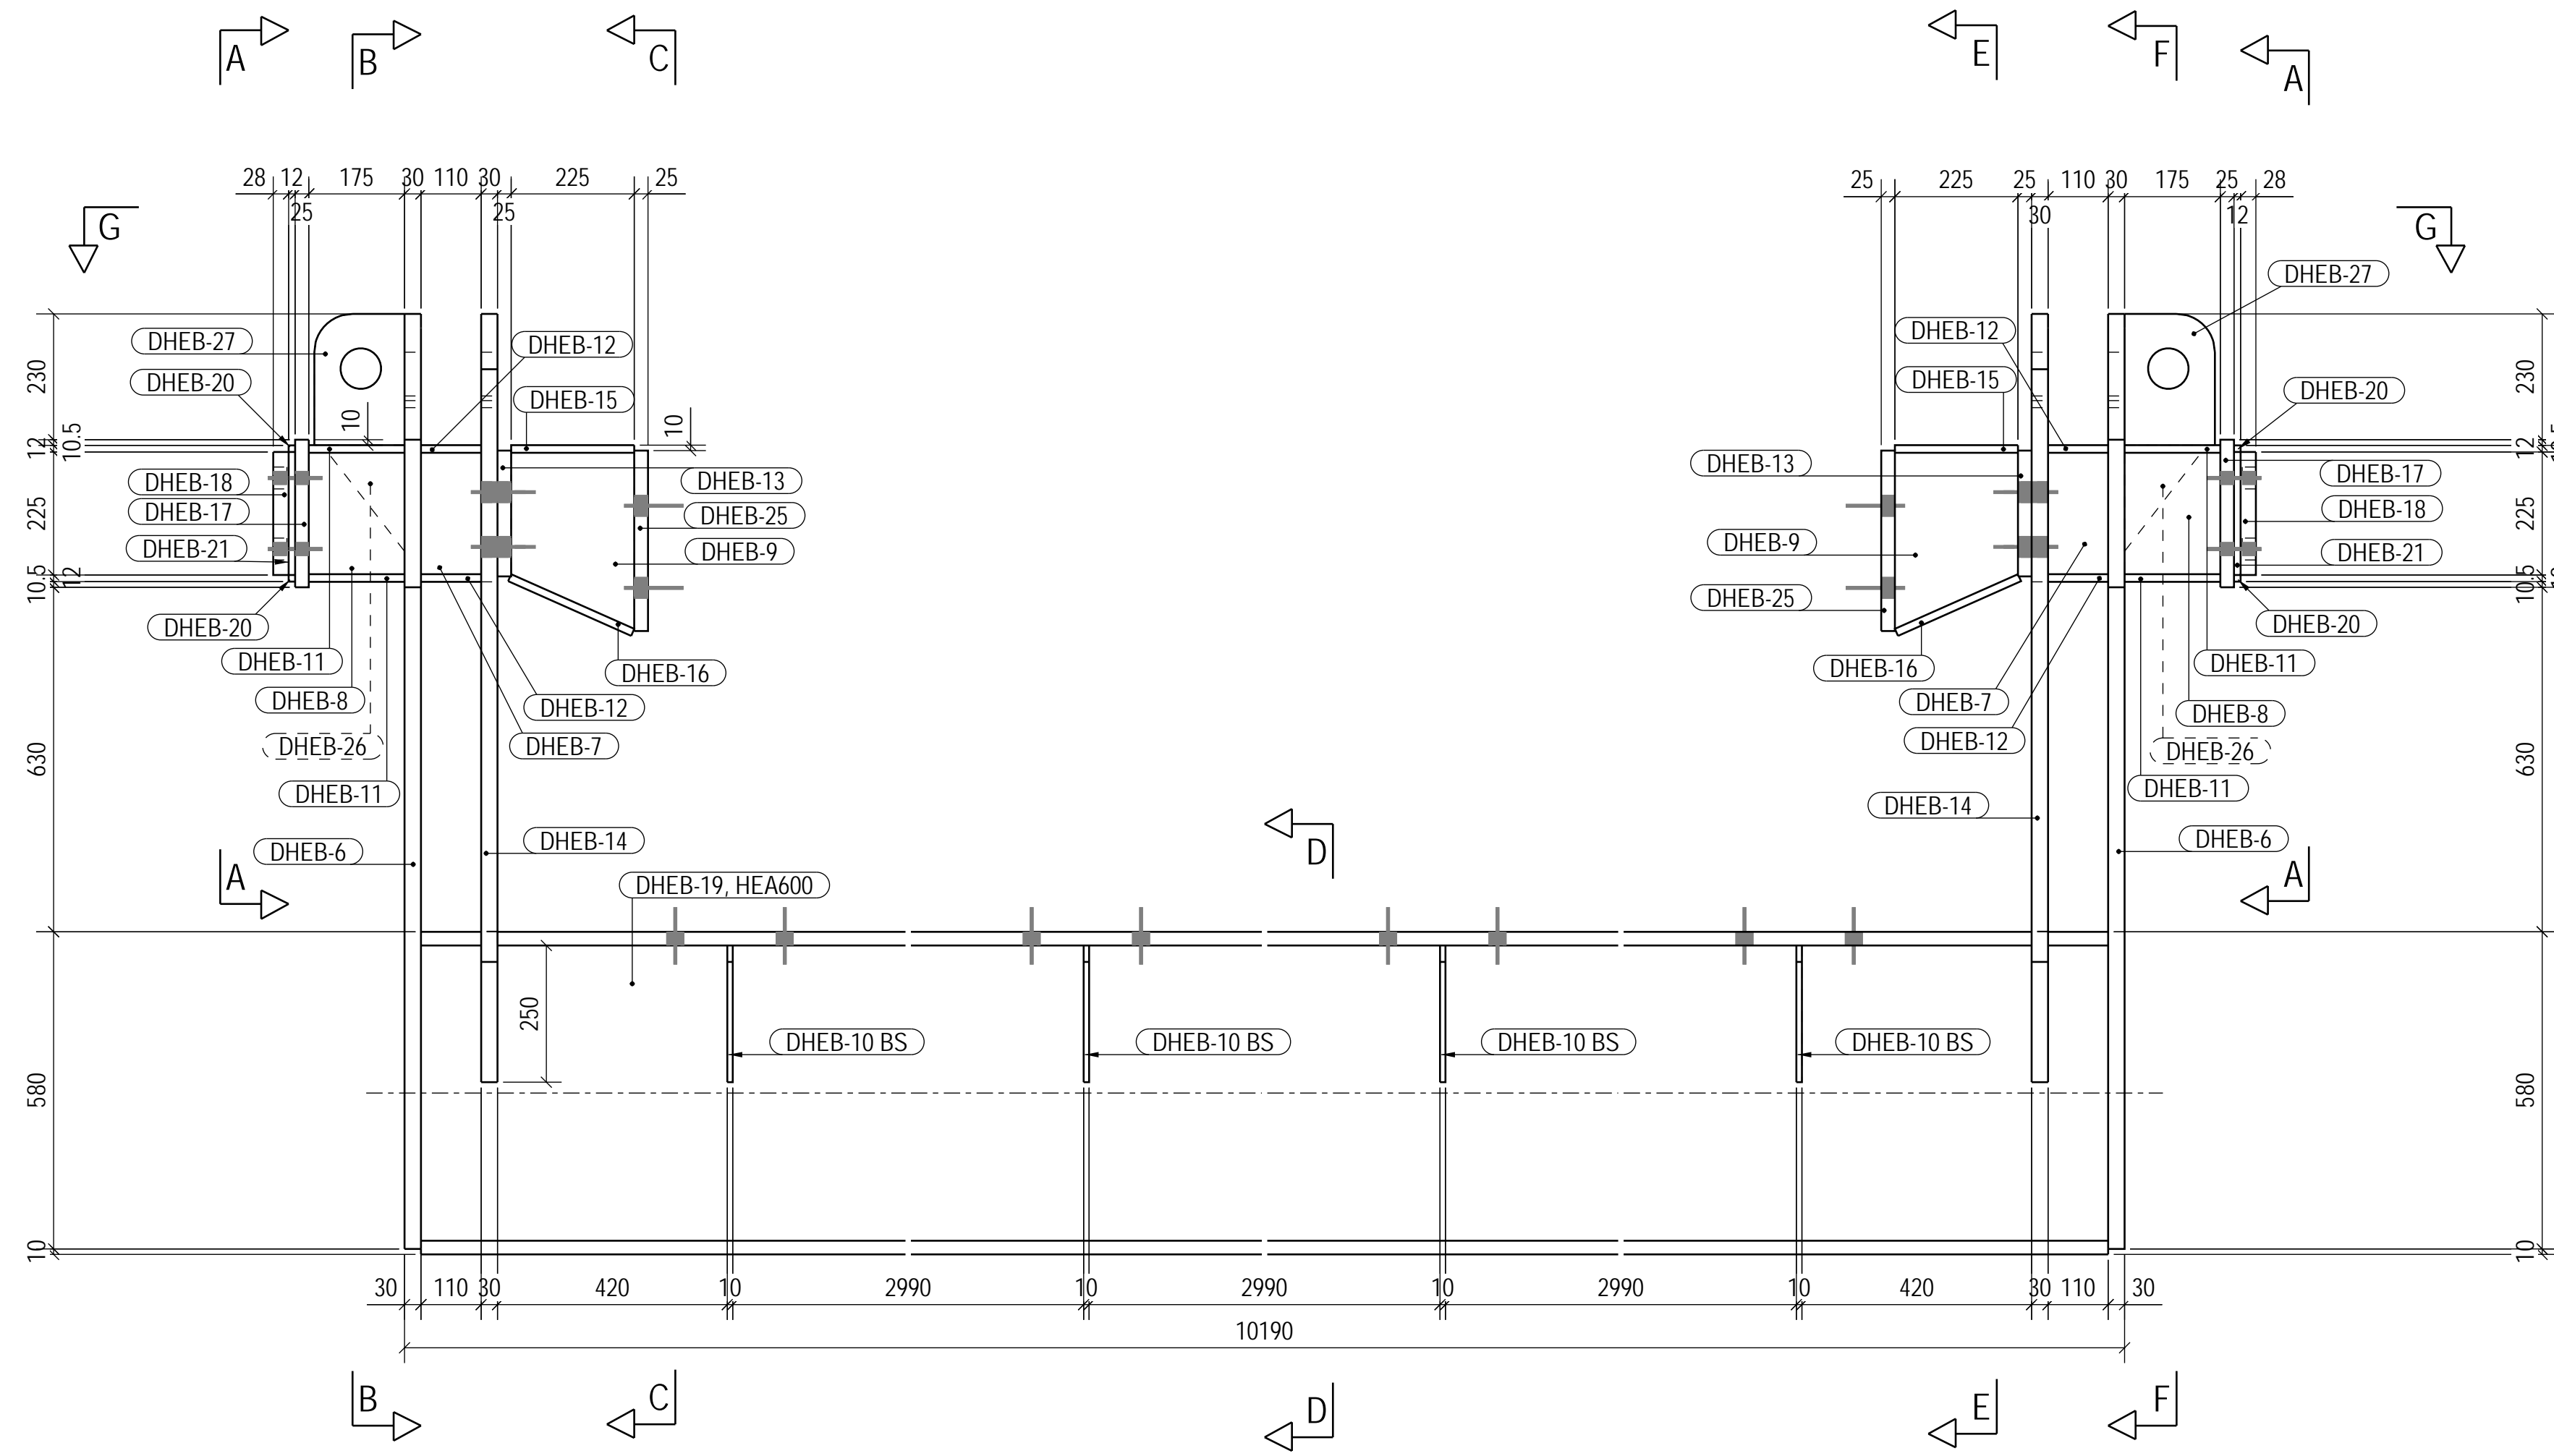 A
B
C
E
F
A
28 12 175 30 110 30 225 25
25 25
25 225 25 110 30 175 25 28
30 12
G
G
DHEB-27
DHEB-27
DHEB-20
DHEB-12
DHEB-15
DHEB-12
DHEB-15
DHEB-20
230
12
10.5
225
10.5
12
630
580
10
10
10
230
12
225
10.5
630
580
10
DHEB-18
DHEB-17
DHEB-21
DHEB-13
DHEB-25
DHEB-9
DHEB-13
DHEB-9
DHEB-25
DHEB-17
DHEB-18
DHEB-21
DHEB-20
DHEB-11
DHEB-8
DHEB-26
DHEB-11
DHEB-16
DHEB-12
DHEB-7
DHEB-16
DHEB-7
DHEB-12
DHEB-20
DHEB-11
DHEB-8
DHEB-26
DHEB-11
DHEB-14
DHEB-6
DHEB-14
DHEB-6
A
D
A
DHEB-19, HEA600
250
DHEB-10 BS
DHEB-10 BS
DHEB-10 BS
DHEB-10 BS
30 110 30 420 10 2990 10 2990 10 2990 10 420 30 110 30
10190
B
C
D
E
F